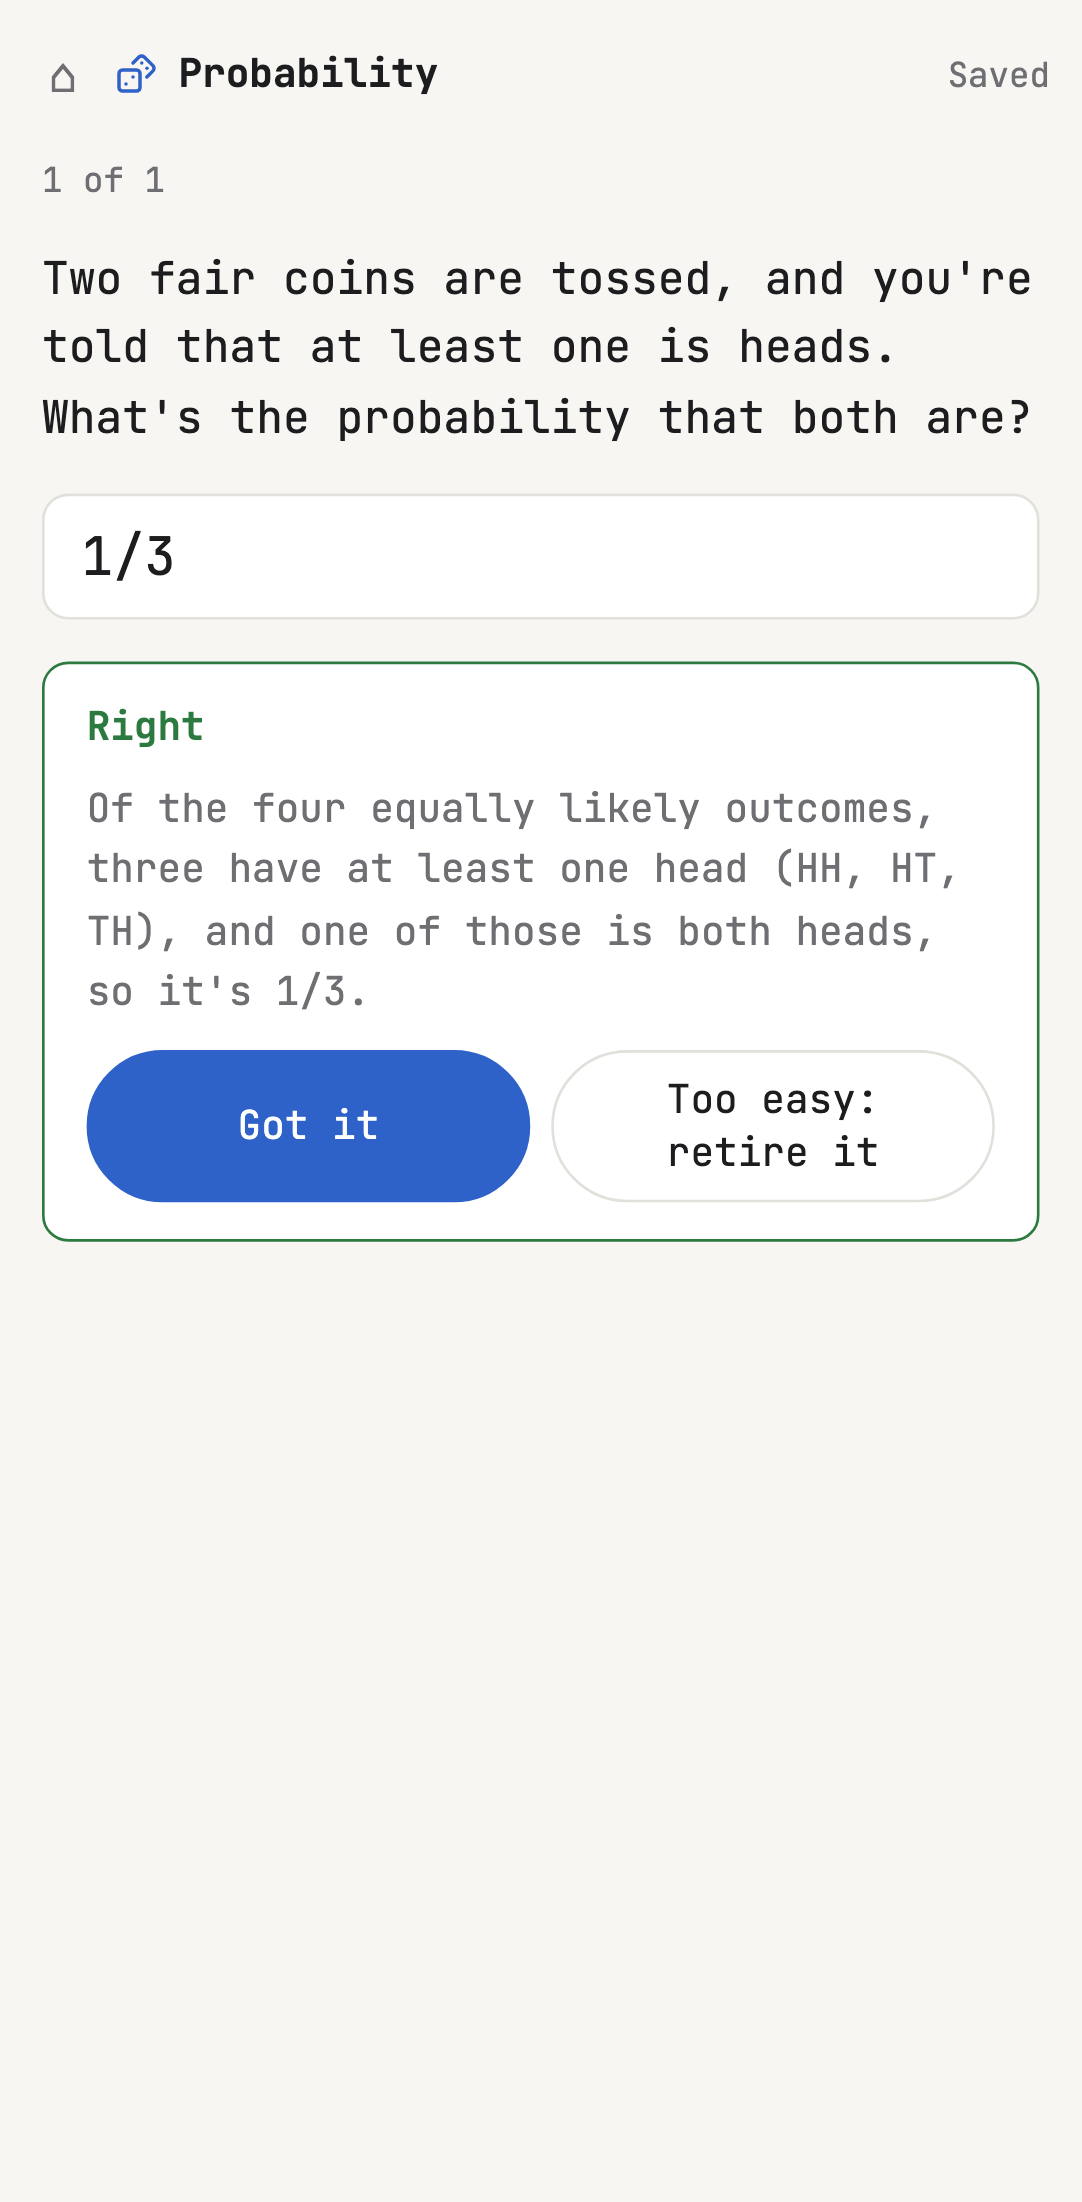 Probability
Saved
1 of 1
Two fair coins are tossed, and you're
told that at least one is heads.
What's the probability that both are?
1/3
Right
Of the four equally likely outcomes,
three have at least one head (HH, HT,
TH), and one of those is both heads,
so it's 1/3.
Got it
Too easy:
retire it